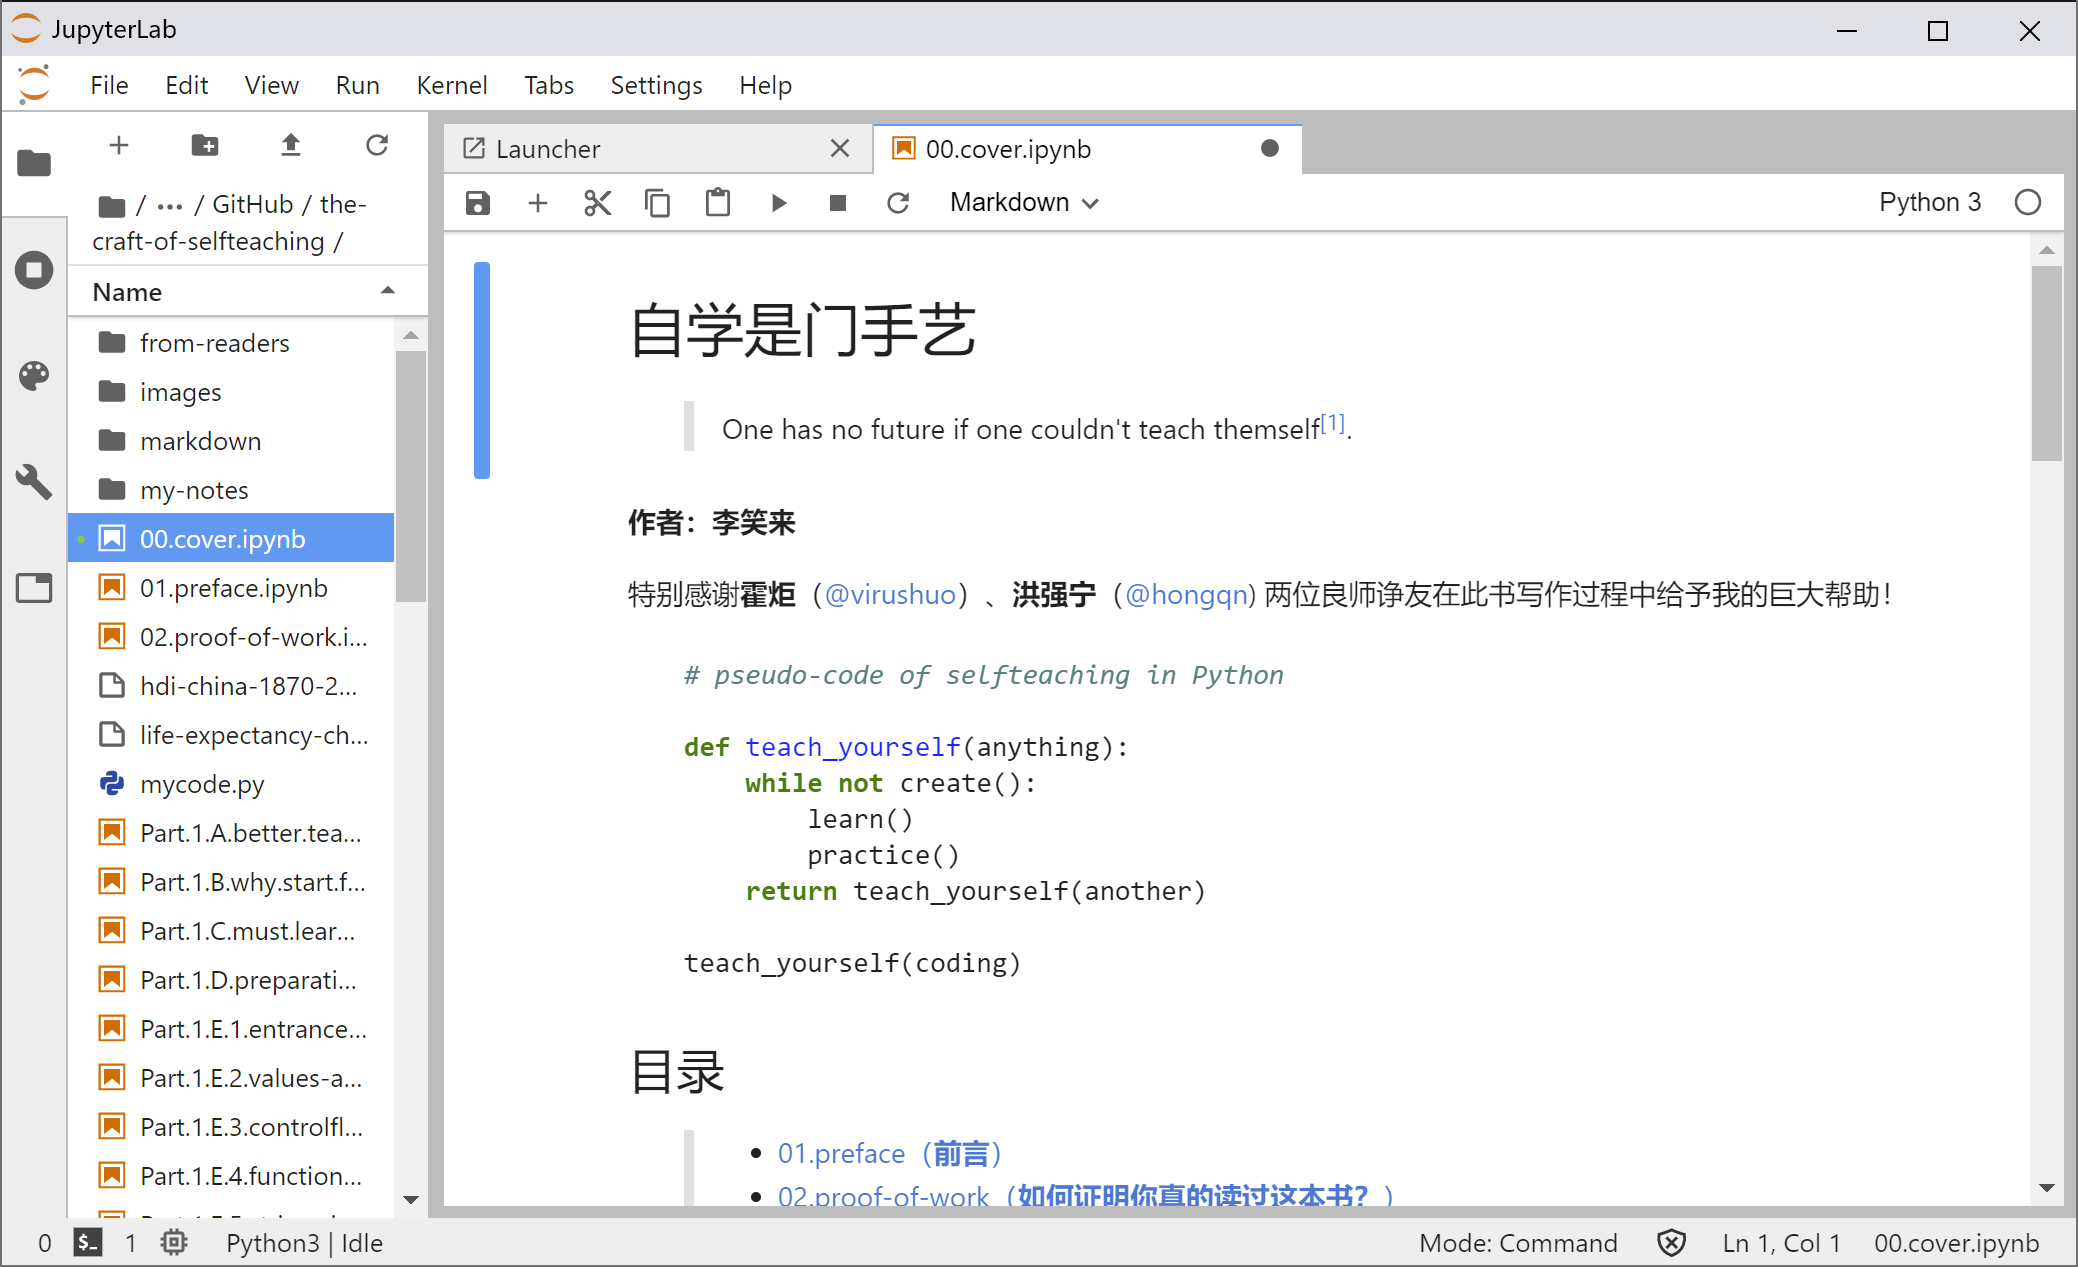 JupyterLab
File Edit View Run Kernel Tabs Settings Help
/ ··· / GitHub / the-
craft-of-selfteaching /
Name
from-readers
images
markdown
my-notes
00.cover.ipynb
01.preface.ipynb
02.proof-of-work.i...
hdi-china-1870-2...
life-expectancy-ch...
mycode.py
Part.1.A.better.tea...
Part.1.B.why.start.f...
Part.1.C.must.lear...
Part.1.D.preparati...
Part.1.E.1.entrance...
Part.1.E.2.values-a...
Part.1.E.3.controlfl...
Part.1.E.4.function...
Launcher
00.cover.ipynb
Markdown
Python 3
自学是门手艺
One has no future if one couldn't teach themself[1].
作者：李笑来
特别感谢霍炬（@virushuo）、洪强宁（@hongqn) 两位良师诤友在此书写作过程中给予我的巨大帮助！
# pseudo-code of selfteaching in Python
def teach_yourself(anything):
    while not create():
        learn()
        practice()
    return teach_yourself(another)
teach_yourself(coding)
目录
• 01.preface（前言）
• 02.proof-of-work（如何证明你真的读过这本书？）
0 $_ 1 Python3 | Idle
Mode: Command Ln 1, Col 1 00.cover.ipynb